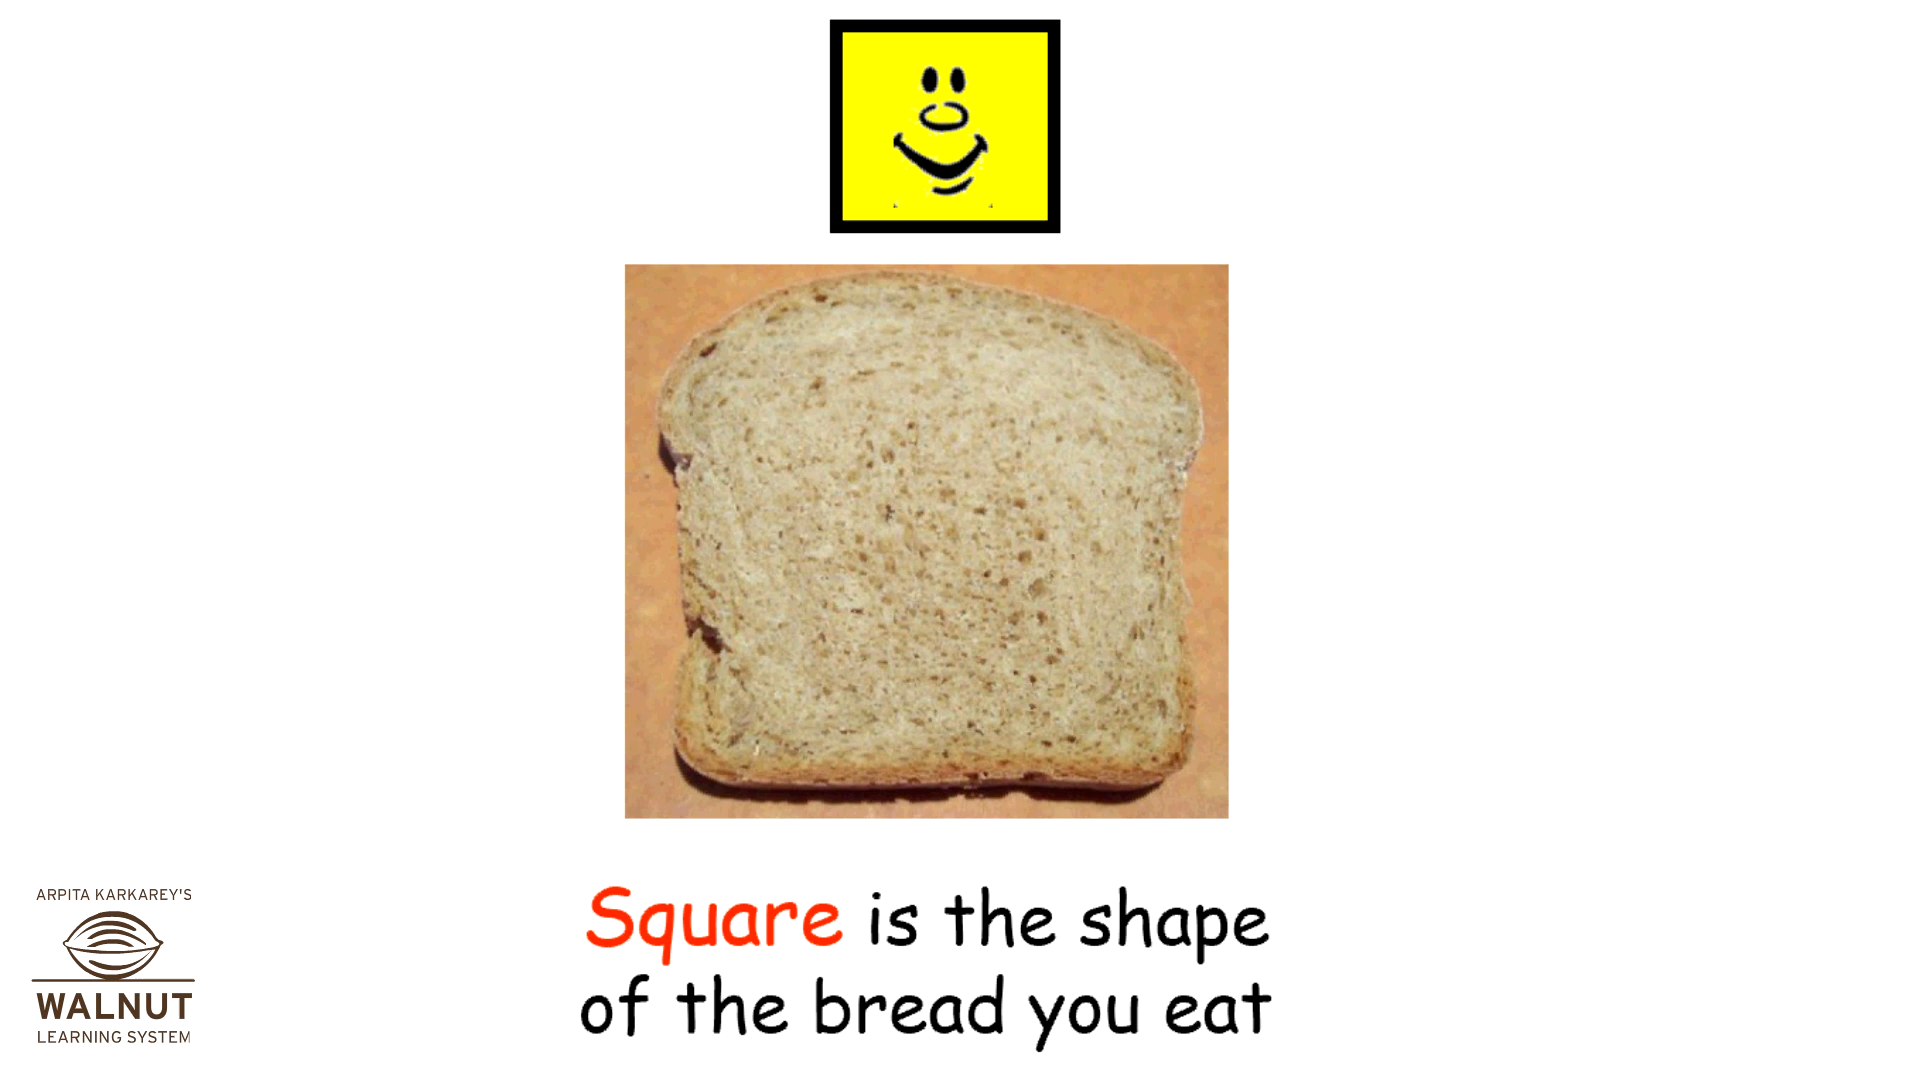 Square is the shape
of the bread you eat
ARPITA KARKAREY'S
WALNUT
LEARNING SYSTEM